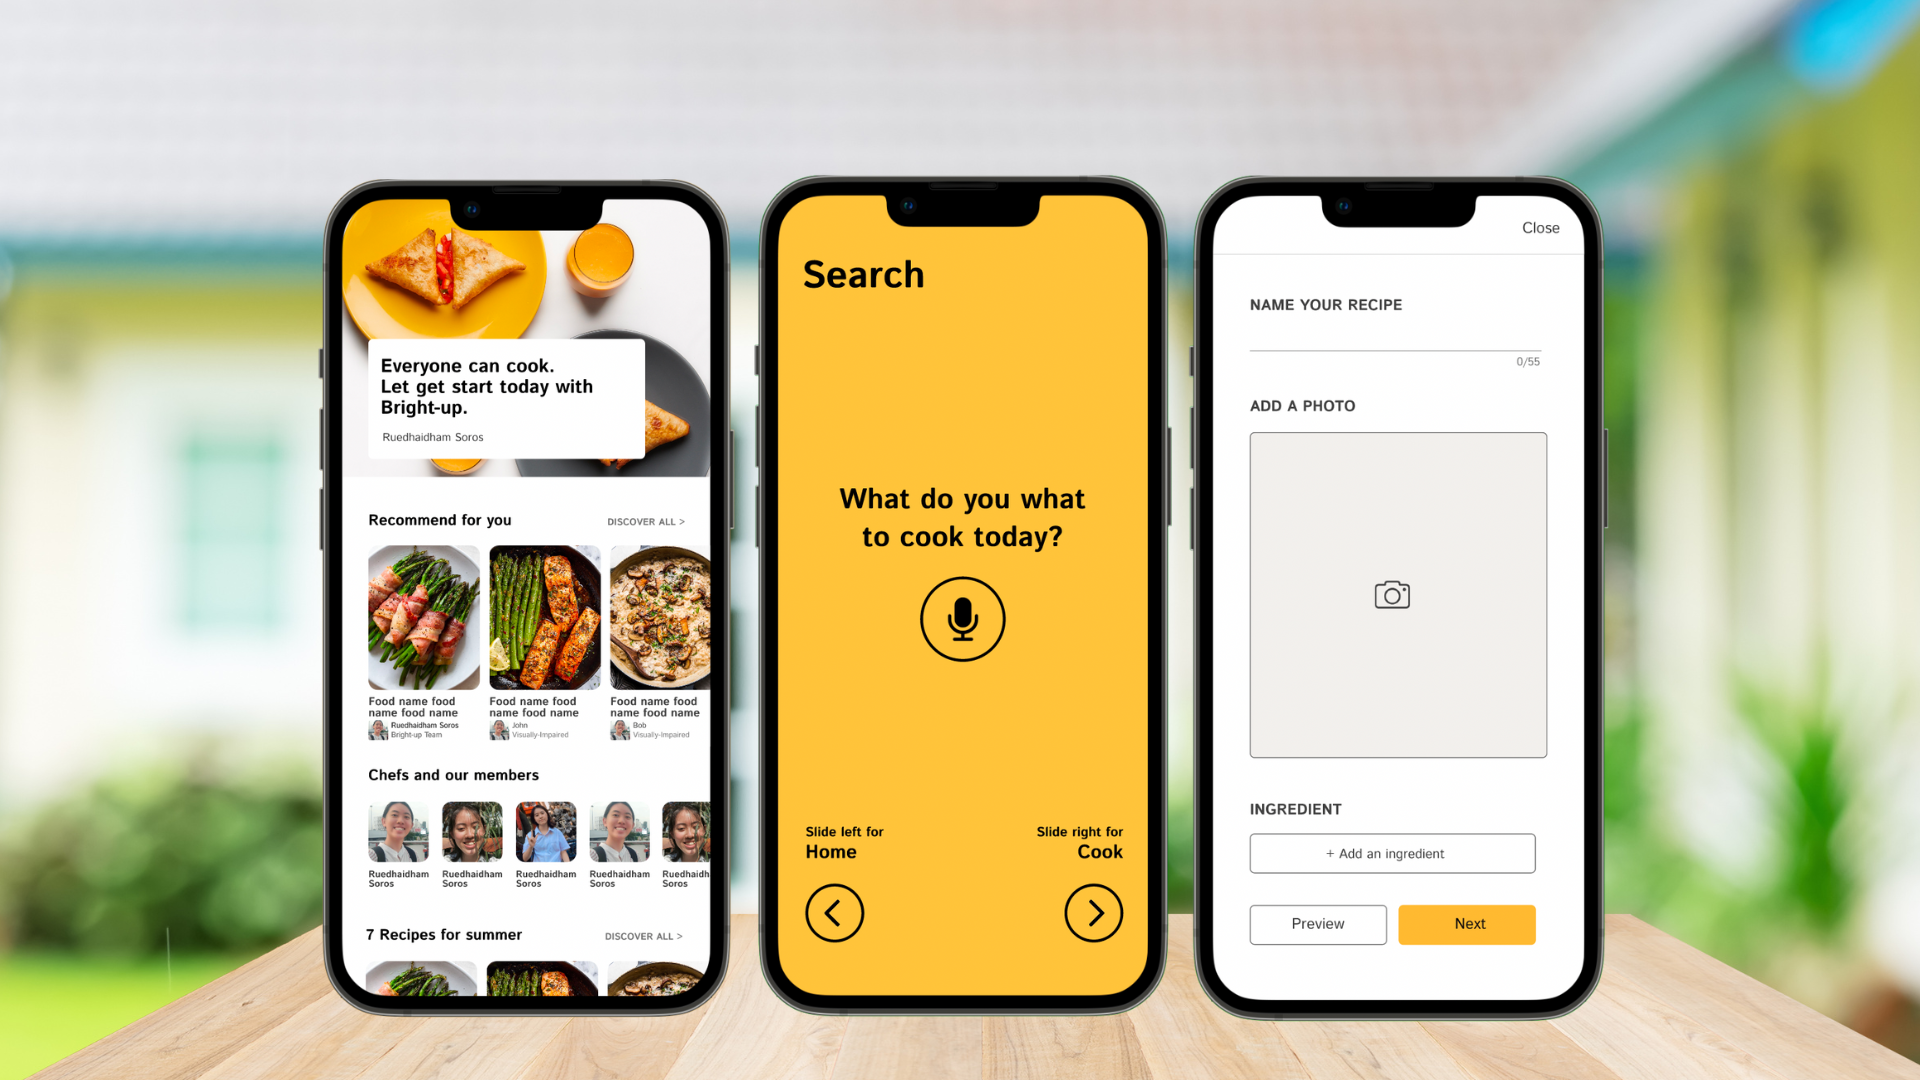 Everyone can cook.
Let get start today with
Bright-up.
Ruedhaidham Soros
Recommend for you
DISCOVER ALL >
Food name food
name food name
Ruedhaidham Soros
Bright-up Team
Food name food
name food name
John
Visually-Impaired
Food name food
name food name
Bob
Visually-Impaired
Chefs and our members
Ruedhaidham
Soros
Ruedhaidham
Soros
Ruedhaidham
Soros
Ruedhaidham
Soros
Ruedhaidh
Soros
7 Recipes for summer
DISCOVER ALL >
Search
What do you what
to cook today?
Slide left for
Home
Slide right for
Cook
Close
NAME YOUR RECIPE
0/55
ADD A PHOTO
INGREDIENT
+ Add an ingredient
Preview
Next